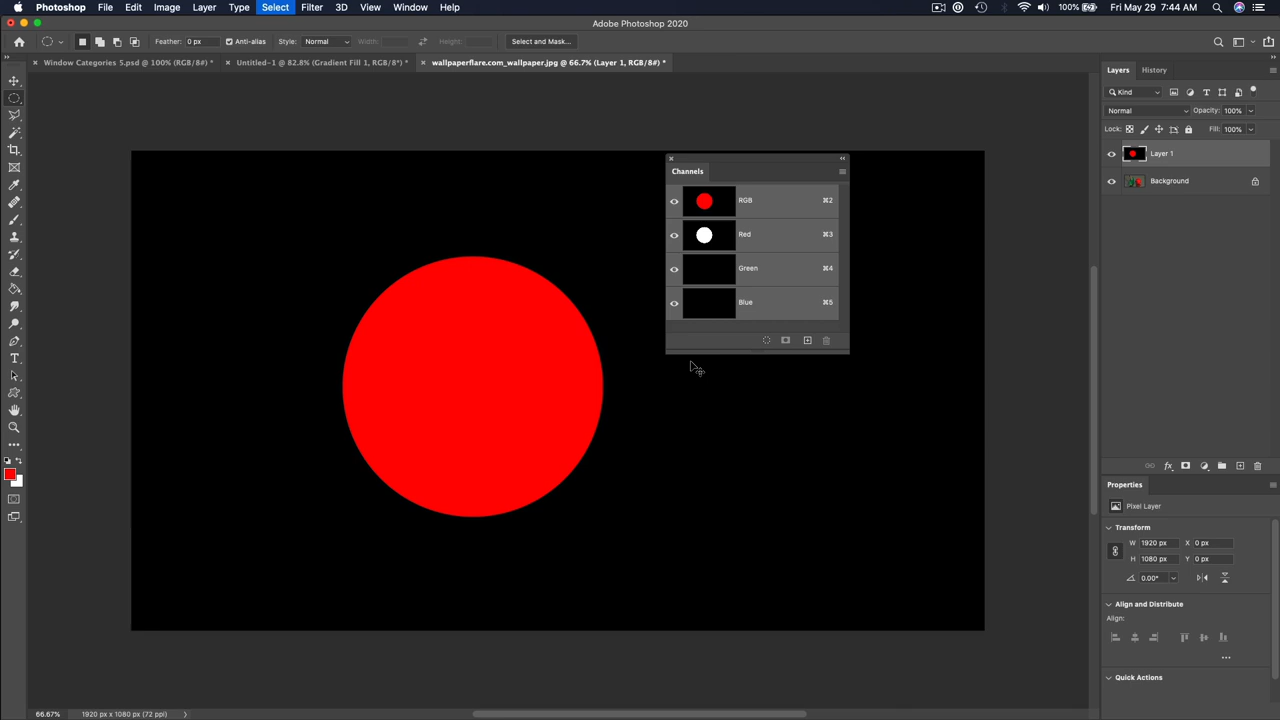 Photoshop File Edit Image Layer Type Select Filter 3D View Window Help 100% Fri May 29 7:44 AM
Adobe Photoshop 2020
Feather: 0 px Anti-alias Style: Normal Width: Height: Select and Mask...
Window Categories 5.psd @ 100% (RGB/8#) * Untitled-1 @ 82.8% (Gradient Fill 1, RGB/8*) * wallpaperflare.com_wallpaper.jpg @ 66.7% (Layer 1, RGB/8#) *
Layers History
Kind
Normal Opacity: 100%
Lock: Fill: 100%
Layer 1
Background
Channels
RGB ⌘2
Red ⌘3
Green ⌘4
Blue ⌘5
Properties
Pixel Layer
Transform
W 1920 px X 0 px
H 1080 px Y 0 px
0.00°
Align and Distribute
Align:
Quick Actions
66.67% 1920 px x 1080 px (72 ppi)